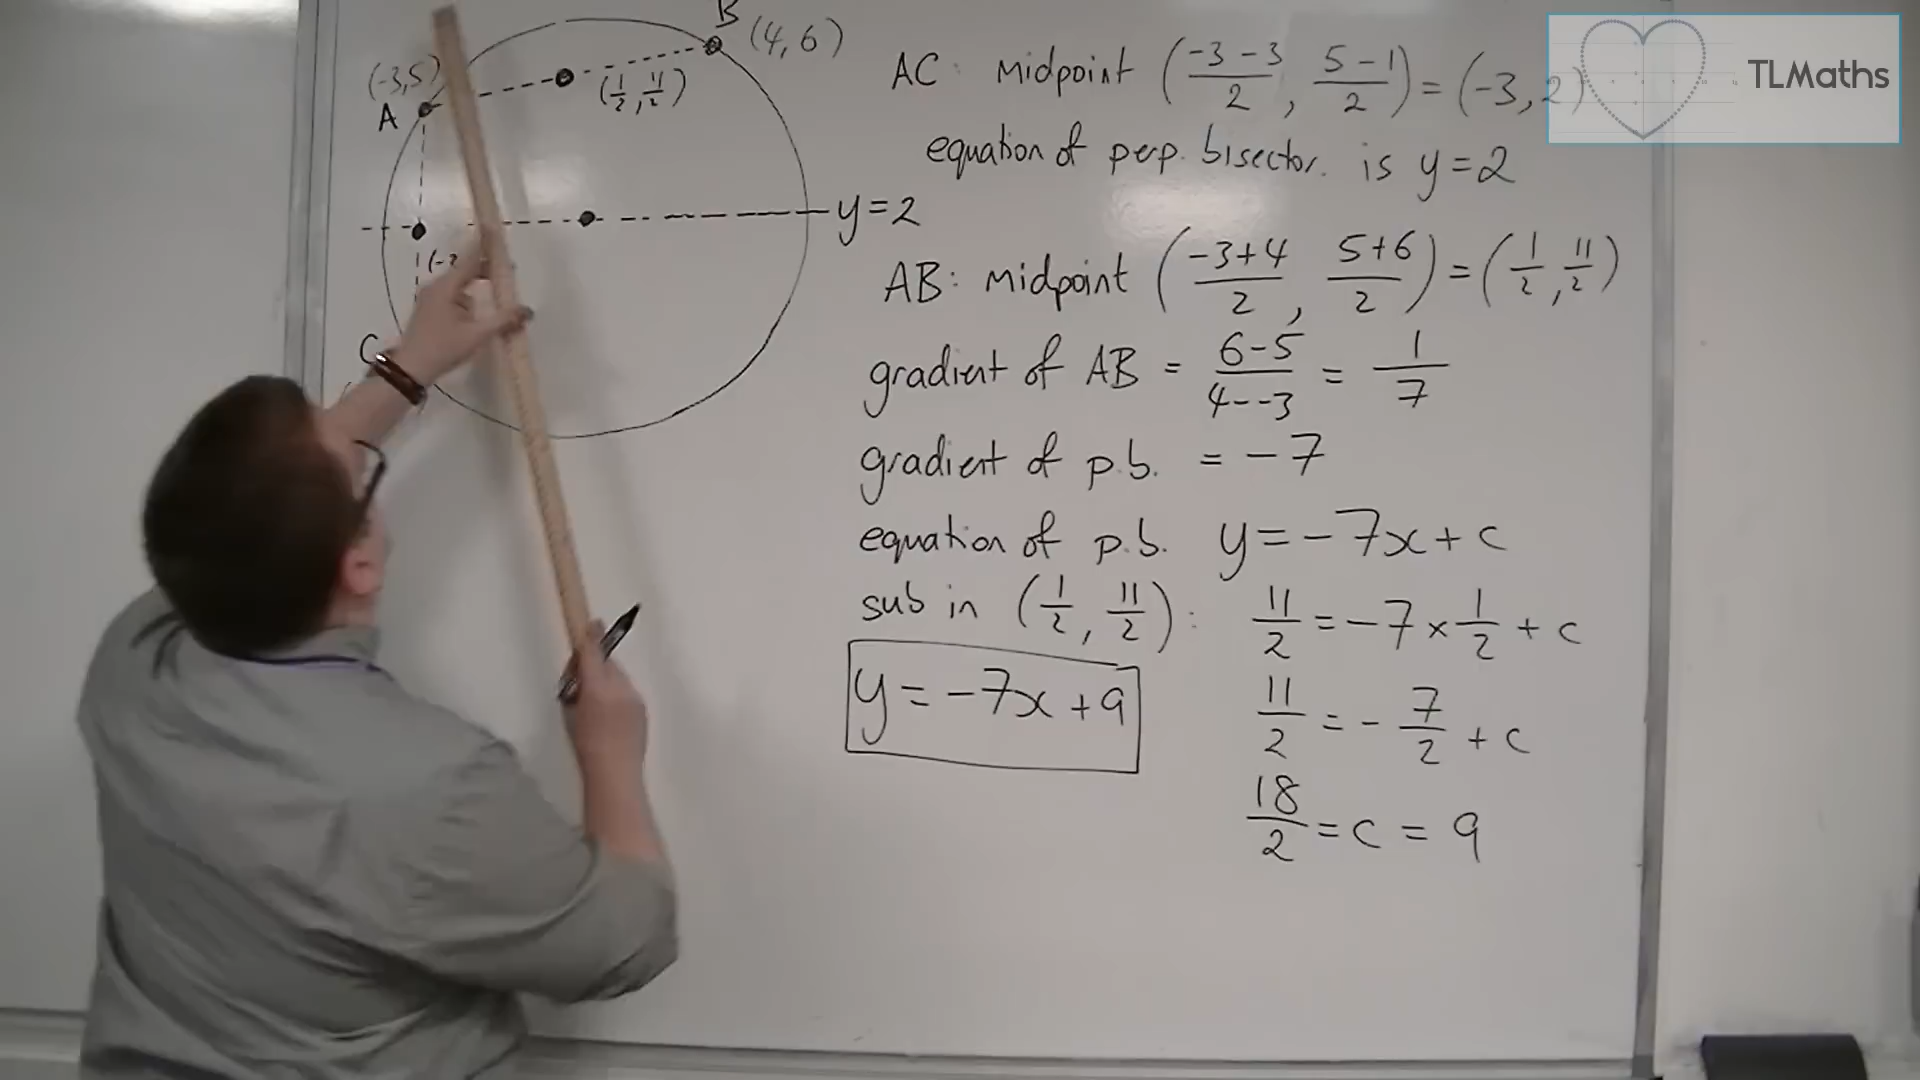 B (4, 6)
(-3,5)
A
(1/2, 11/2)
y=2
(-3
C
AC: midpoint ((-3-3)/2, (5-1)/2) = (-3, 2)
equation of perp. bisector. is y=2
AB: midpoint ((-3+4)/2, (5+6)/2) = (1/2, 11/2)
gradient of AB = (6-5)/(4--3) = 1/7
gradient of p.b. = -7
equation of p.b. y=-7x+c
sub in (1/2, 11/2): 11/2 = -7 × 1/2 + c
11/2 = -7/2 + c
18/2 = c = 9
y = -7x+9
TLMaths